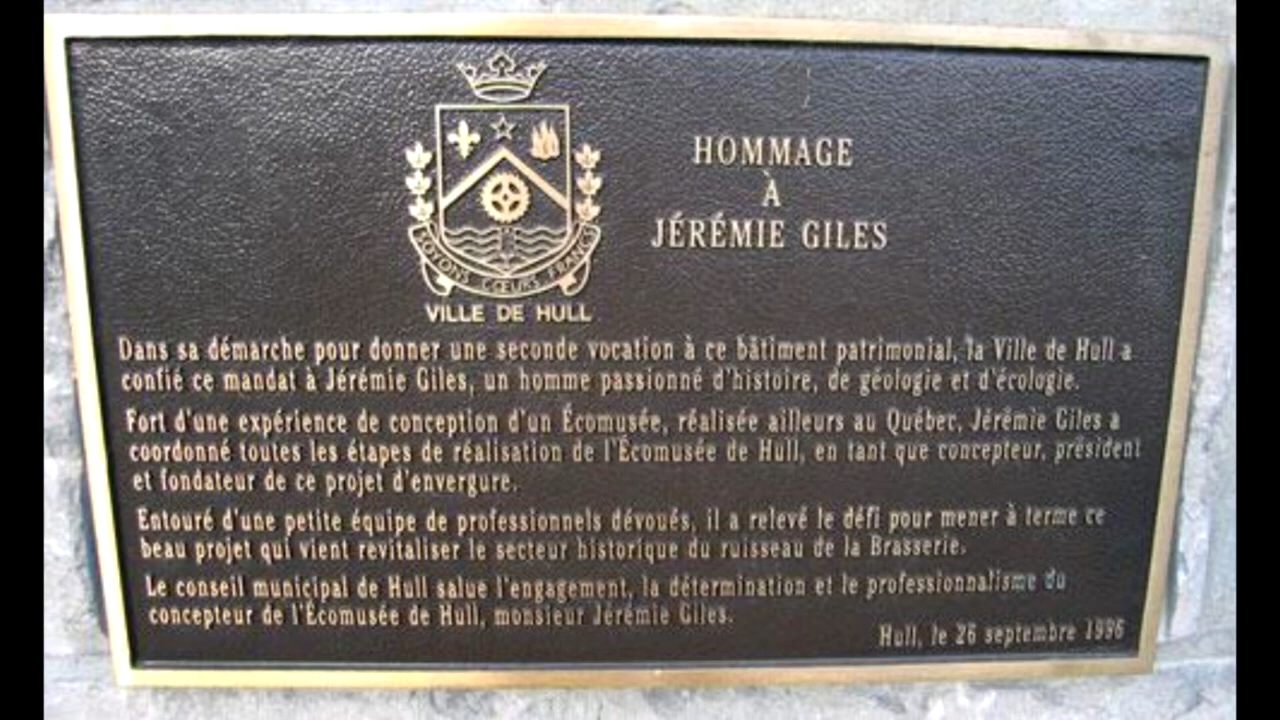 HOMMAGE
À
JÉRÉMIE GILES
SOYONS CŒURS FRANCS
VILLE DE HULL
Dans sa démarche pour donner une seconde vocation à ce bâtiment patrimonial, la Ville de Hull a
confié ce mandat à Jérémie Giles, un homme passionné d'histoire, de géologie et d'écologie.
Fort d'une expérience de conception d'un Écomusée, réalisée ailleurs au Québec, Jérémie Giles a
coordonné toutes les étapes de réalisation de l'Écomusée de Hull, en tant que concepteur, président
et fondateur de ce projet d'envergure.
Entouré d'une petite équipe de professionnels dévoués, il a relevé le défi pour mener à terme ce
beau projet qui vient revitaliser le secteur historique du ruisseau de la Brasserie.
Le conseil municipal de Hull salue l'engagement, la détermination et le professionnalisme du
concepteur de l'Écomusée de Hull, monsieur Jérémie Giles.
Hull, le 26 septembre 1996